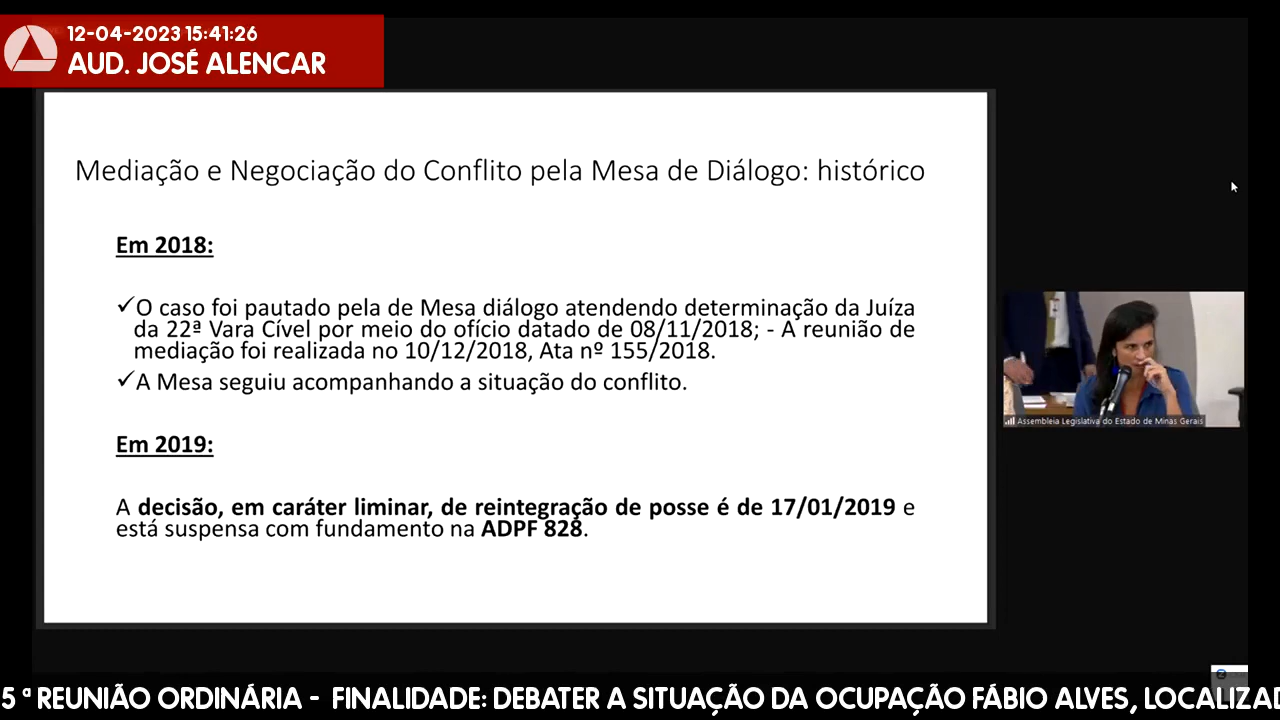 12-04-2023 15:41:26
AUD. JOSÉ ALENCAR
Mediação e Negociação do Conflito pela Mesa de Diálogo: histórico
Em 2018:
✓O caso foi pautado pela de Mesa diálogo atendendo determinação da Juíza
da 22ª Vara Cível por meio do ofício datado de 08/11/2018; - A reunião de
mediação foi realizada no 10/12/2018, Ata nº 155/2018.
✓A Mesa seguiu acompanhando a situação do conflito.
Em 2019:
A decisão, em caráter liminar, de reintegração de posse é de 17/01/2019 e
está suspensa com fundamento na ADPF 828.
Assembleia Legislativa do Estado de Minas Gerais
5 ª REUNIÃO ORDINÁRIA - FINALIDADE: DEBATER A SITUAÇÃO DA OCUPAÇÃO FÁBIO ALVES, LOCALIZAD